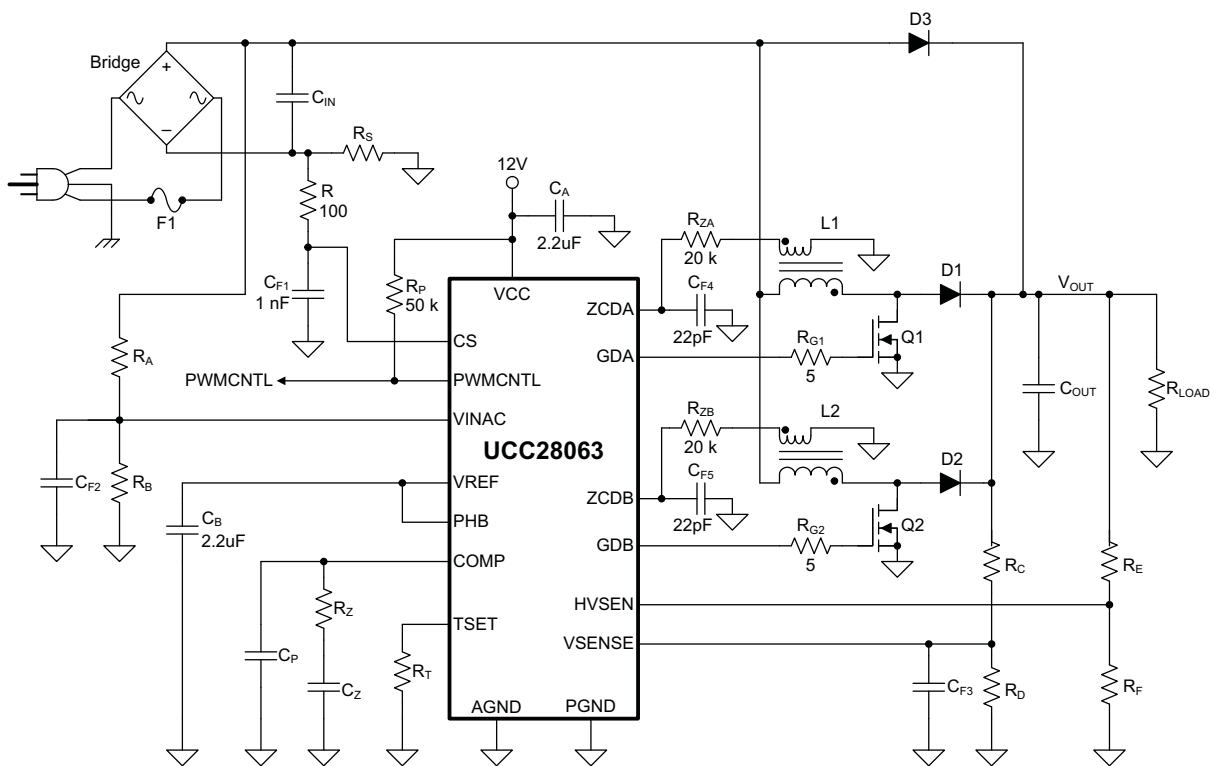 D3
Bridge
+
−
C_IN
R_S
12V
R
100
F1
C_A
2.2uF
R_ZA
20 k
L1
C_F1
1 nF
R_P
50 k
VCC
ZCDA
C_F4
22pF
D1
V_OUT
R_A
CS
GDA
R_G1
5
Q1
C_OUT
R_LOAD
PWMCNTL
PWMCNTL
R_ZB
20 k
L2
VINAC
UCC28063
C_F2
R_B
VREF
ZCDB
C_F5
22pF
D2
C_B
2.2uF
PHB
GDB
R_G2
5
Q2
COMP
R_C
R_E
R_Z
HVSEN
TSET
VSENSE
C_P
C_Z
R_T
C_F3
R_D
R_F
AGND
PGND